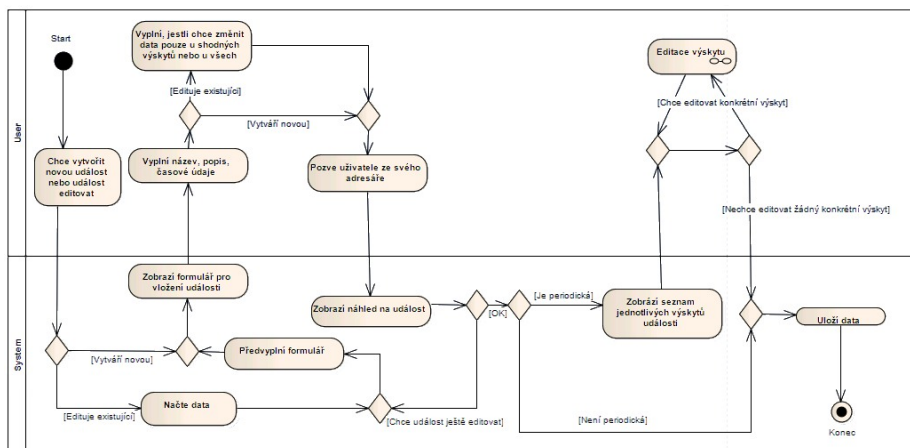 User
Start
Chce vytvořit
novou událost
nebo událost
editovat
Vyplní, jestli chce změnit
data pouze u shodných
výskytů nebo u všech
[Edituje existující]
[Vytváří novou]
Vyplní název, popis,
časové údaje
Pozve uživatele ze svého
adresáře
Editace výskytu
[Chce editovat konkrétní výskyt]
[Nechce editovat žádný konkrétní výskyt]
System
Zobrazí formulář pro
vložení události
[Vytváří novou]
Předvyplní formulář
[Edituje existující]
Načte data
[Chce událost ještě editovat]
Zobrazí náhled na událost
[OK]
[Je periodická]
[Není periodická]
Zobrází seznam
jednotlivých výskytů
události
Uloží data
Konec